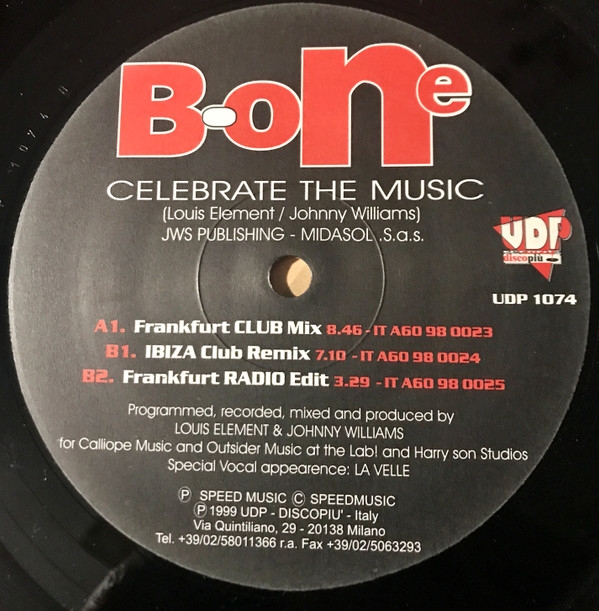 B-one
CELEBRATE THE MUSIC
(Louis Element / Johnny Williams)
JWS PUBLISHING - MIDASOL .S.a.s.
UDP
discopiù
UDP 1074
A1. Frankfurt CLUB Mix 8.46 - IT A60 98 0023
B1. IBIZA Club Remix 7.10 - IT A60 98 0024
B2. Frankfurt RADIO Edit 3.29 - IT A60 98 0025
Programmed, recorded, mixed and produced by
LOUIS ELEMENT & JOHNNY WILLIAMS
for Calliope Music and Outsider Music at the Lab! and Harry son Studios
Special Vocal appearence: LA VELLE
Ⓟ SPEED MUSIC © SPEEDMUSIC
Ⓟ 1999 UDP - DISCOPIU' - Italy
Via Quintiliano, 29 - 20138 Milano
Tel. +39/02/58011366 r.a. Fax +39/02/5063293